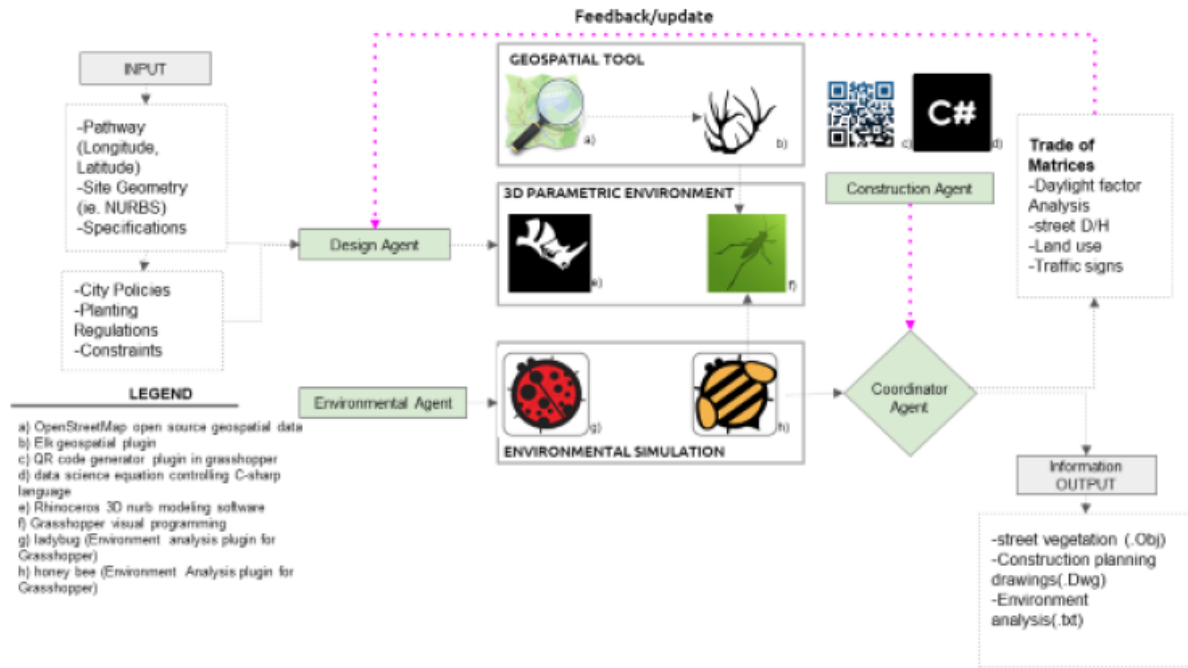 Feedback/update
INPUT
-Pathway
(Longitude,
Latitude)
-Site Geometry
(ie. NURBS)
-Specifications
-City Policies
-Planting
Regulations
-Constraints
Design Agent
Environmental Agent
GEOSPATIAL TOOL
a)
b)
3D PARAMETRIC ENVIRONMENT
e)
f)
g)
h)
ENVIRONMENTAL SIMULATION
c)
C#
d)
Construction Agent
Coordinator
Agent
Trade of
Matrices
-Daylight factor
Analysis
-street D/H
-Land use
-Traffic signs
Information
OUTPUT
-street vegetation (.Obj)
-Construction planning
drawings(.Dwg)
-Environment
analysis(.txt)
LEGEND
a) OpenStreetMap open source geospatial data
b) Elk geospatial plugin
c) QR code generator plugin in grasshopper
d) data science equation controlling C-sharp
language
e) Rhinoceros 3D nurb modeling software
f) Grasshopper visual programming
g) ladybug (Environment analysis plugin for
Grasshopper)
h) honey bee (Environment Analysis plugin for
Grasshopper)